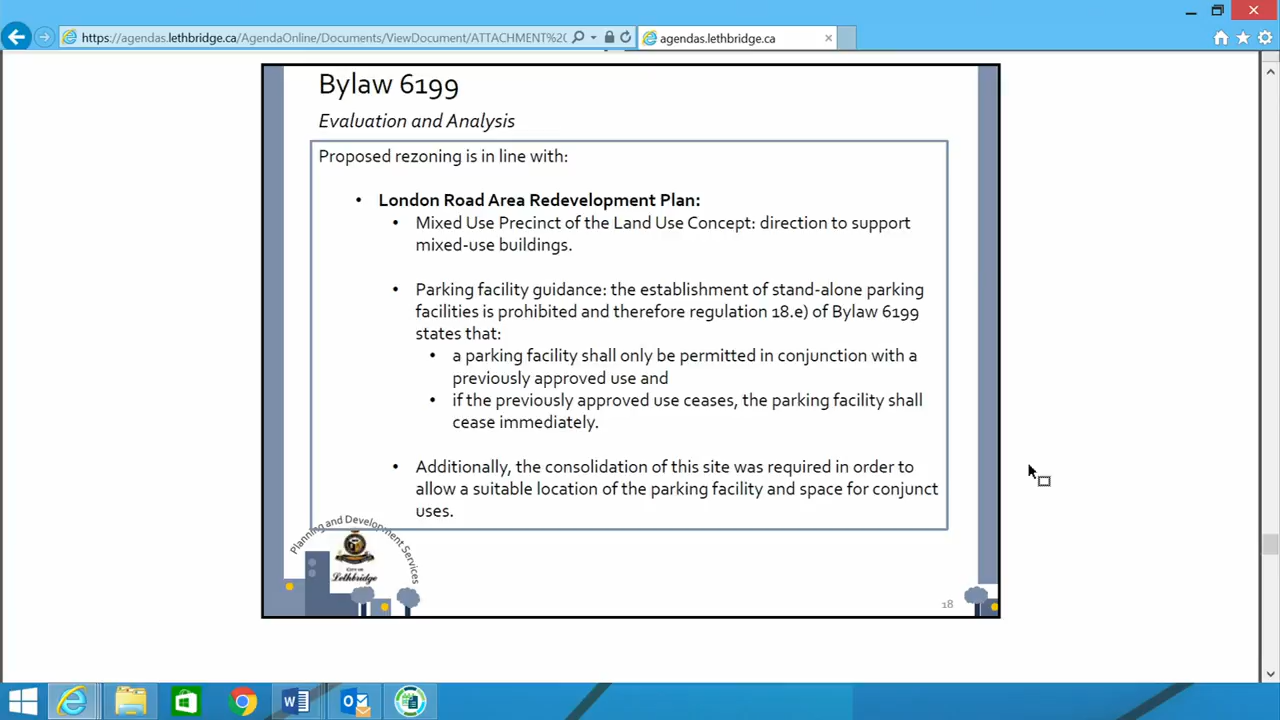 https://agendas.lethbridge.ca/AgendaOnline/Documents/ViewDocument/ATTACHMENT%20
agendas.lethbridge.ca
Bylaw 6199
Evaluation and Analysis
Proposed rezoning is in line with:
• London Road Area Redevelopment Plan:
• Mixed Use Precinct of the Land Use Concept: direction to support
mixed-use buildings.
• Parking facility guidance: the establishment of stand-alone parking
facilities is prohibited and therefore regulation 18.e) of Bylaw 6199
states that:
• a parking facility shall only be permitted in conjunction with a
previously approved use and
• if the previously approved use ceases, the parking facility shall
cease immediately.
• Additionally, the consolidation of this site was required in order to
allow a suitable location of the parking facility and space for conjunct
uses.
Planning and Development Services
CITY OF
Lethbridge
18